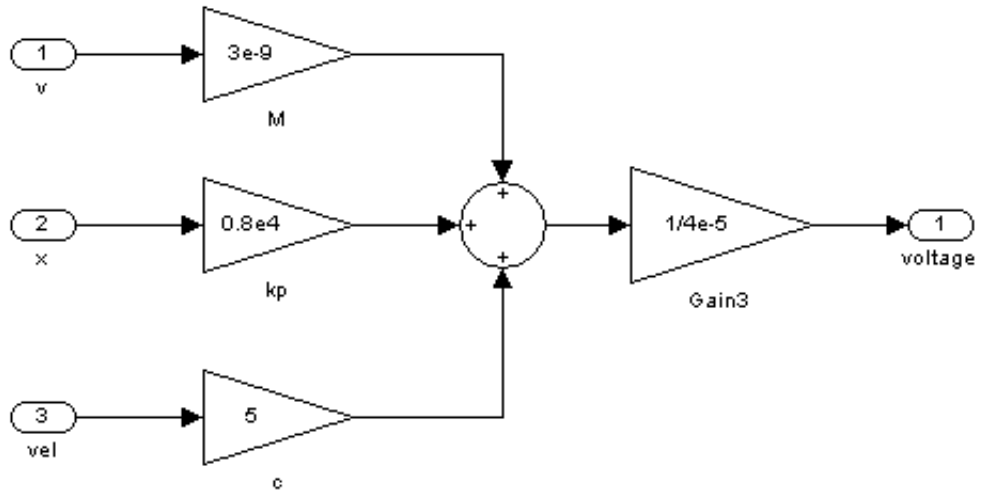 1
v
3e-9
M
2
x
0.8e4
kp
+
+
+
1/4e-5
Gain3
1
voltage
3
vel
5
c